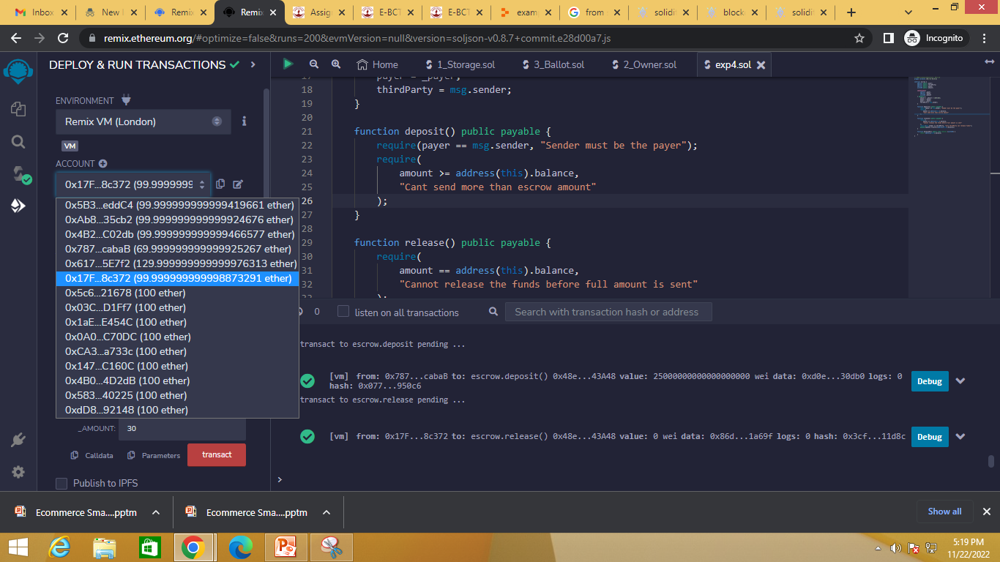 Inbox
New I
Remix
Remix
Assig
E-BCT
E-BCT
exam
from
solidit
block
solidit
remix.ethereum.org/#optimize=false&runs=200&evmVersion=null&version=soljson-v0.8.7+commit.e28d00a7.js
Incognito
DEPLOY & RUN TRANSACTIONS
ENVIRONMENT
Remix VM (London)
VM
ACCOUNT
0x17F...8c372 (99.9999999
0x5B3...eddC4 (99.999999999999419661 ether)
0xAb8...35cb2 (99.999999999999924676 ether)
0x4B2...C02db (99.999999999999466577 ether)
0x787...cabaB (69.999999999999925267 ether)
0x617...5E7f2 (129.999999999999976313 ether)
0x17F...8c372 (99.999999999998873291 ether)
0x5c6...21678 (100 ether)
0x03C...D1Ff7 (100 ether)
0x1aE...E454C (100 ether)
0x0A0...C70DC (100 ether)
0xCA3...a733c (100 ether)
0x147...C160C (100 ether)
0x4B0...4D2dB (100 ether)
0x583...40225 (100 ether)
0xdD8...92148 (100 ether)
_AMOUNT: 30
Calldata Parameters transact
Publish to IPFS
Home 1_Storage.sol 3_Ballot.sol 2_Owner.sol exp4.sol
17 payer = _payer;
18 thirdParty = msg.sender;
19 }
20
21 function deposit() public payable {
22 require(payer == msg.sender, "Sender must be the payer");
23 require(
24 amount >= address(this).balance,
25 "Cant send more than escrow amount"
26 );
27 }
28
29 function release() public payable {
30 require(
31 amount == address(this).balance,
32 "Cannot release the funds before full amount is sent"
33 );
0 listen on all transactions Search with transaction hash or address
transact to escrow.deposit pending ...
[vm] from: 0x787...cabaB to: escrow.deposit() 0x48e...43A48 value: 25000000000000000000 wei data: 0xd0e...30db0 logs: 0
hash: 0x077...950c6
Debug
transact to escrow.release pending ...
[vm] from: 0x17F...8c372 to: escrow.release() 0x48e...43A48 value: 0 wei data: 0x86d...1a69f logs: 0 hash: 0x3cf...11d8c
Debug
>
Ecommerce Sma....pptm
Ecommerce Sma....pptm
Show all
5:19 PM
11/22/2022